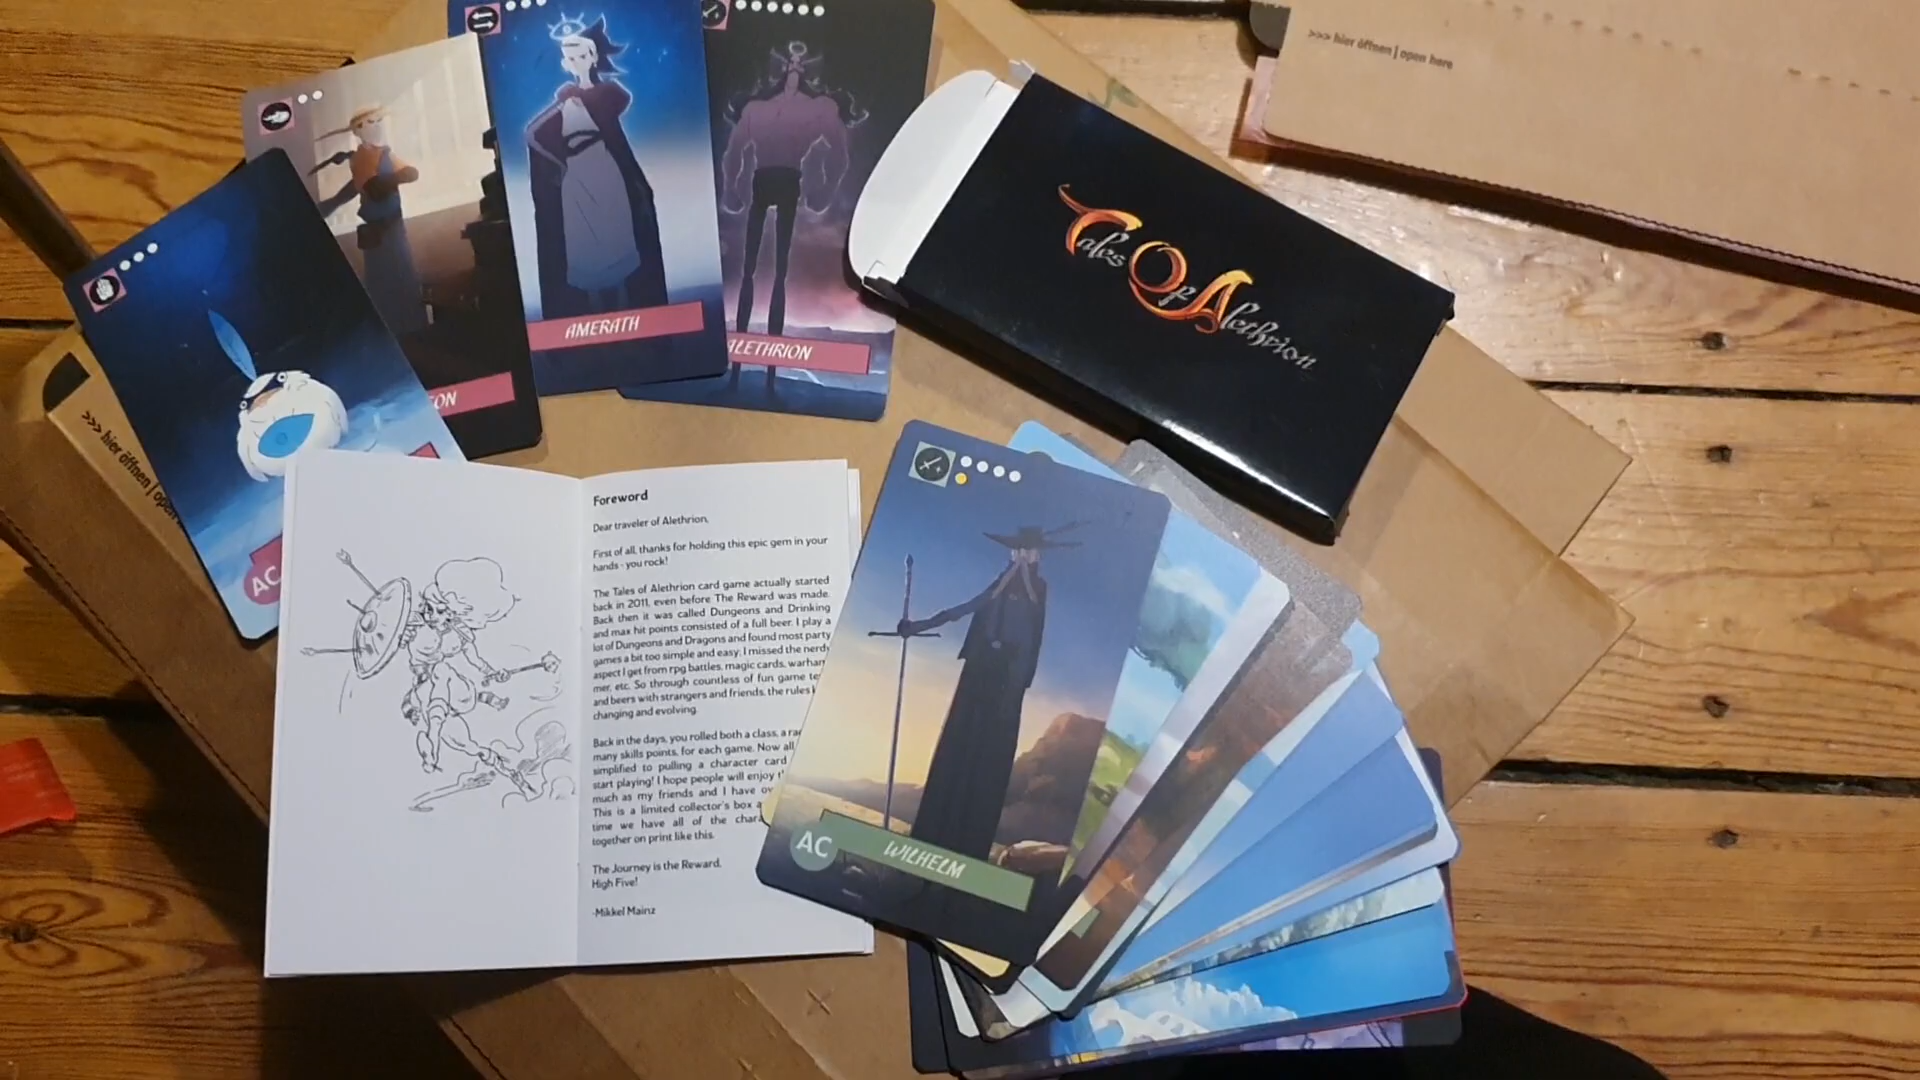 >>> hier öffnen | open here
AMERATH
ALETHRION
Tales Of Alethrion
>>> hier öffnen | open
AC
Foreword
Dear traveler of Alethrion,
First of all, thanks for holding this epic gem in your
hands - you rock!
The Tales of Alethrion card game actually started
back in 2011, even before The Reward was made.
Back then it was called Dungeons and Drinking
and max hit points consisted of a full beer. I play a
lot of Dungeons and Dragons and found most party
games a bit too simple and easy; I missed the nerdy
aspect I get from rpg battles, magic cards, warham-
mer, etc. So through countless of fun game
and beers with strangers and friends, the rules
changing and evolving.
Back in the days, you rolled both a class, a
many skills points, for each game. Now all
simplified to pulling a character card
start playing! I hope people will enjoy
much as my friends and I have
This is a limited collector's box
time we have all of the
together on print like this.
The Journey is the Reward.
High Five!
-Mikkel Mainz
AC
WILHELM